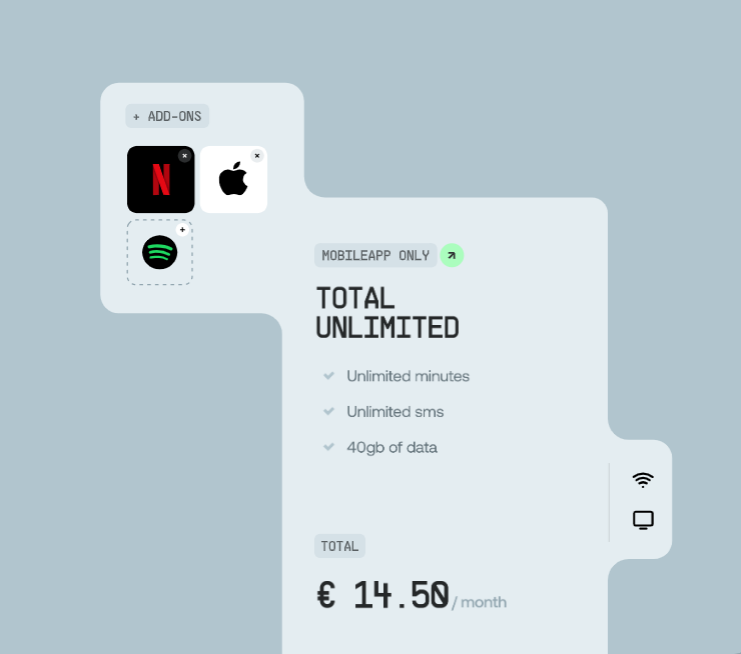 + ADD-ONS
N
MOBILEAPP ONLY
TOTAL
UNLIMITED
Unlimited minutes
Unlimited sms
40gb of data
TOTAL
€ 14.50 / month